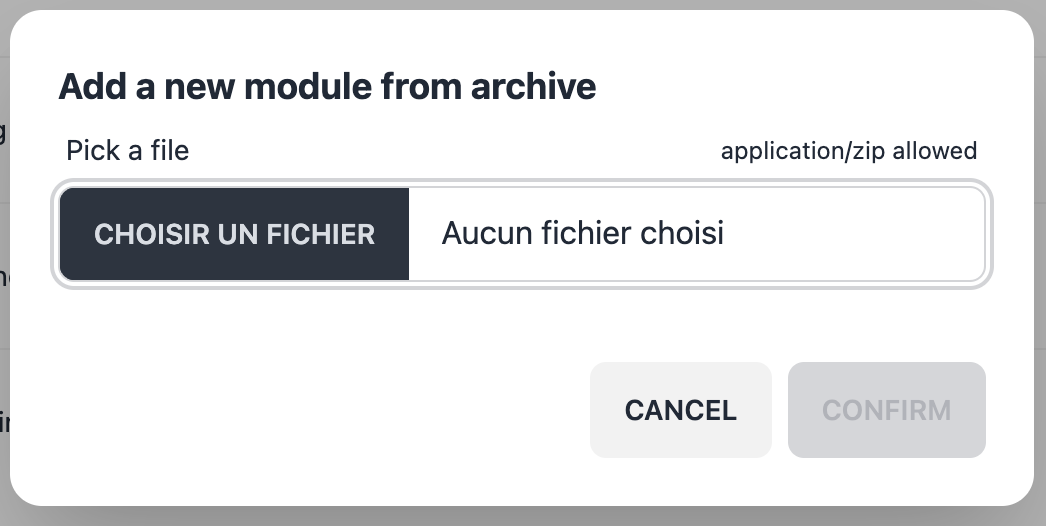 Add a new module from archive
Pick a file
application/zip allowed
CHOISIR UN FICHIER
Aucun fichier choisi
CANCEL
CONFIRM